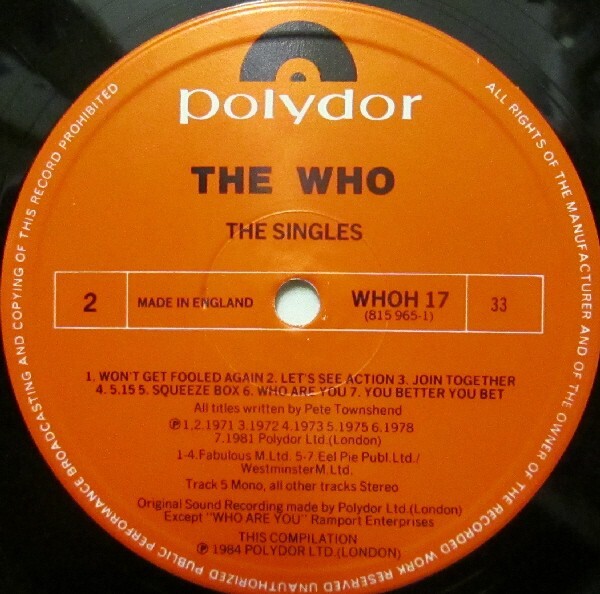 polydor
THE WHO
THE SINGLES
2
MADE IN ENGLAND
WHOH 17
(815 965-1)
33
1. WON'T GET FOOLED AGAIN 2. LET'S SEE ACTION 3. JOIN TOGETHER
4. 5.15 5. SQUEEZE BOX 6. WHO ARE YOU 7. YOU BETTER YOU BET
All titles written by Pete Townshend
℗1,2.1971 3.1972 4.1973 5.1975 6.1978
7.1981 Polydor Ltd.(London)
1-4.Fabulous M.Ltd. 5-7.Eel Pie Publ.Ltd./
Westminster M.Ltd.
Track 5 Mono, all other tracks Stereo
Original Sound Recording made by Polydor Ltd.(London)
Except "WHO ARE YOU" Ramport Enterprises
THIS COMPILATION
℗ 1984 POLYDOR LTD.(LONDON)
ALL RIGHTS OF THE MANUFACTURER AND OF THE OWNER OF THE RECORDED WORK RESERVED UNAUTHORIZED PUBLIC PERFORMANCE BROADCASTING AND COPYING OF THIS RECORD PROHIBITED